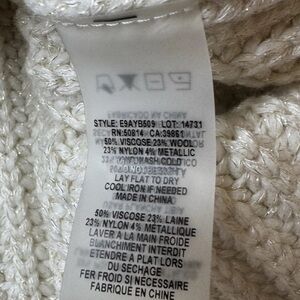 STYLE: E9AYB509 LOT: 14731
RN:50814 CA:39861
50% VISCOSE 23% WOOL
23% NYLON 4% METALLIC
LAY FLAT TO DRY
COOL IRON IF NEEDED
MADE IN CHINA
50% VISCOSE 23% LAINE
23% NYLON 4% METALLIQUE
LAVER A LA MAIN FROIDE
BLANCHIMENT INTERDIT
ETENDRE A PLAT LORS
DU SECHAGE
FER FROID SI NECESSAIRE
FABRIQUE EN CHINE